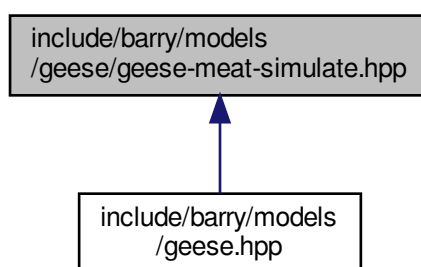 include/barry/models
/geese/geese-meat-simulate.hpp
include/barry/models
/geese.hpp